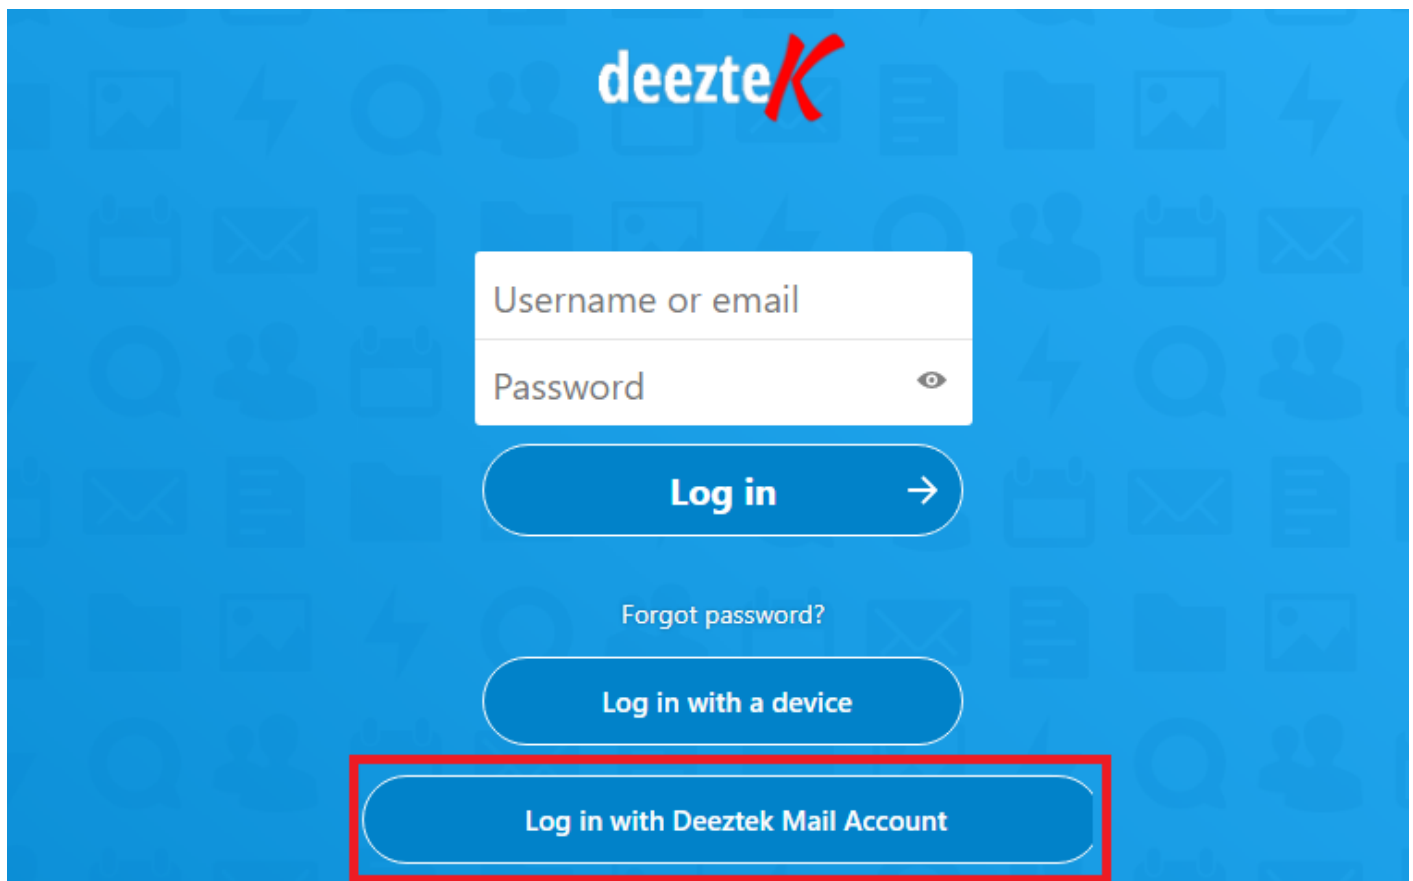 deezteK
Username or email
Password
Log in
Forgot password?
Log in with a device
Log in with Deeztek Mail Account